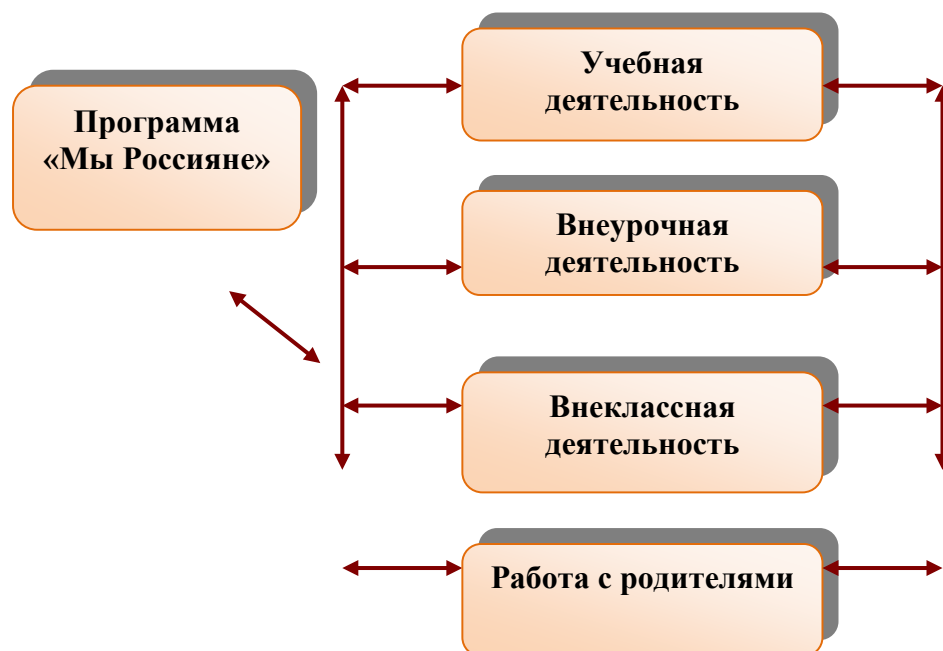 Программа
«Мы Россияне»
Учебная
деятельность
Внеурочная
деятельность
Внеклассная
деятельность
Работа с родителями